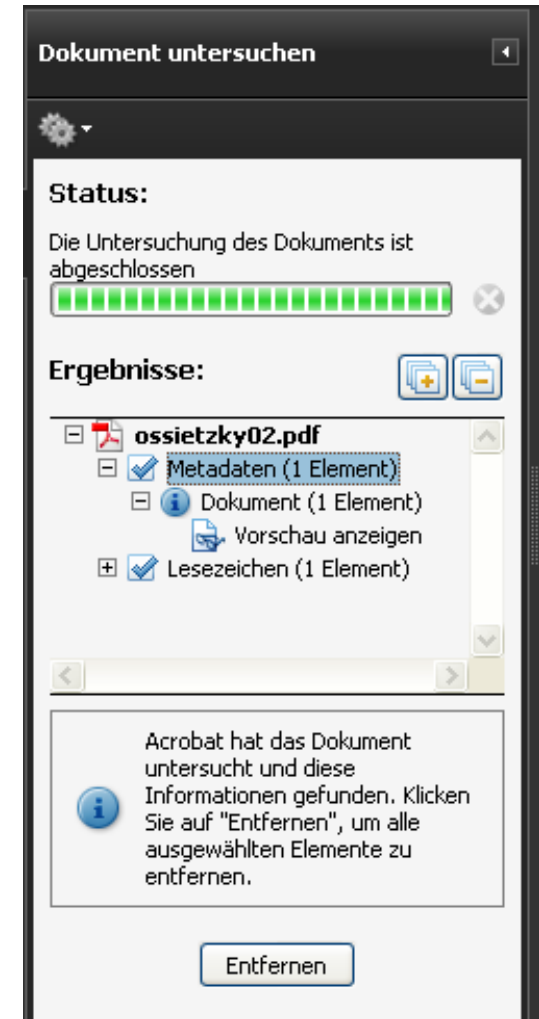 Dokument untersuchen
Status:
Die Untersuchung des Dokuments ist
abgeschlossen
Ergebnisse:
ossietzky02.pdf
Metadaten (1 Element)
Dokument (1 Element)
Vorschau anzeigen
Lesezeichen (1 Element)
Acrobat hat das Dokument
untersucht und diese
Informationen gefunden. Klicken
Sie auf "Entfernen", um alle
ausgewählten Elemente zu
entfernen.
Entfernen